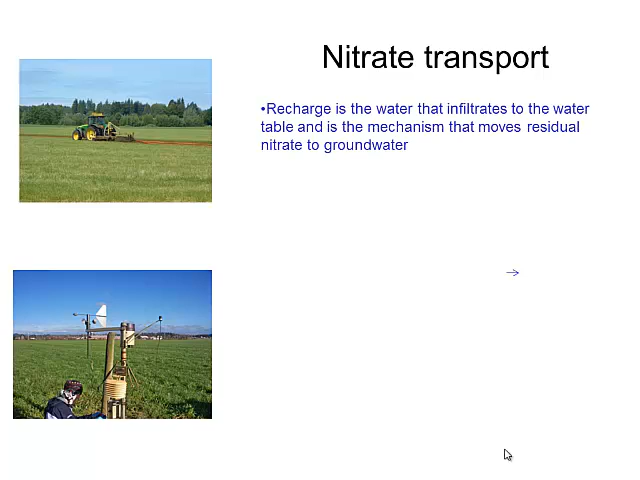 Nitrate transport
•Recharge is the water that infiltrates to the water
table and is the mechanism that moves residual
nitrate to groundwater
→